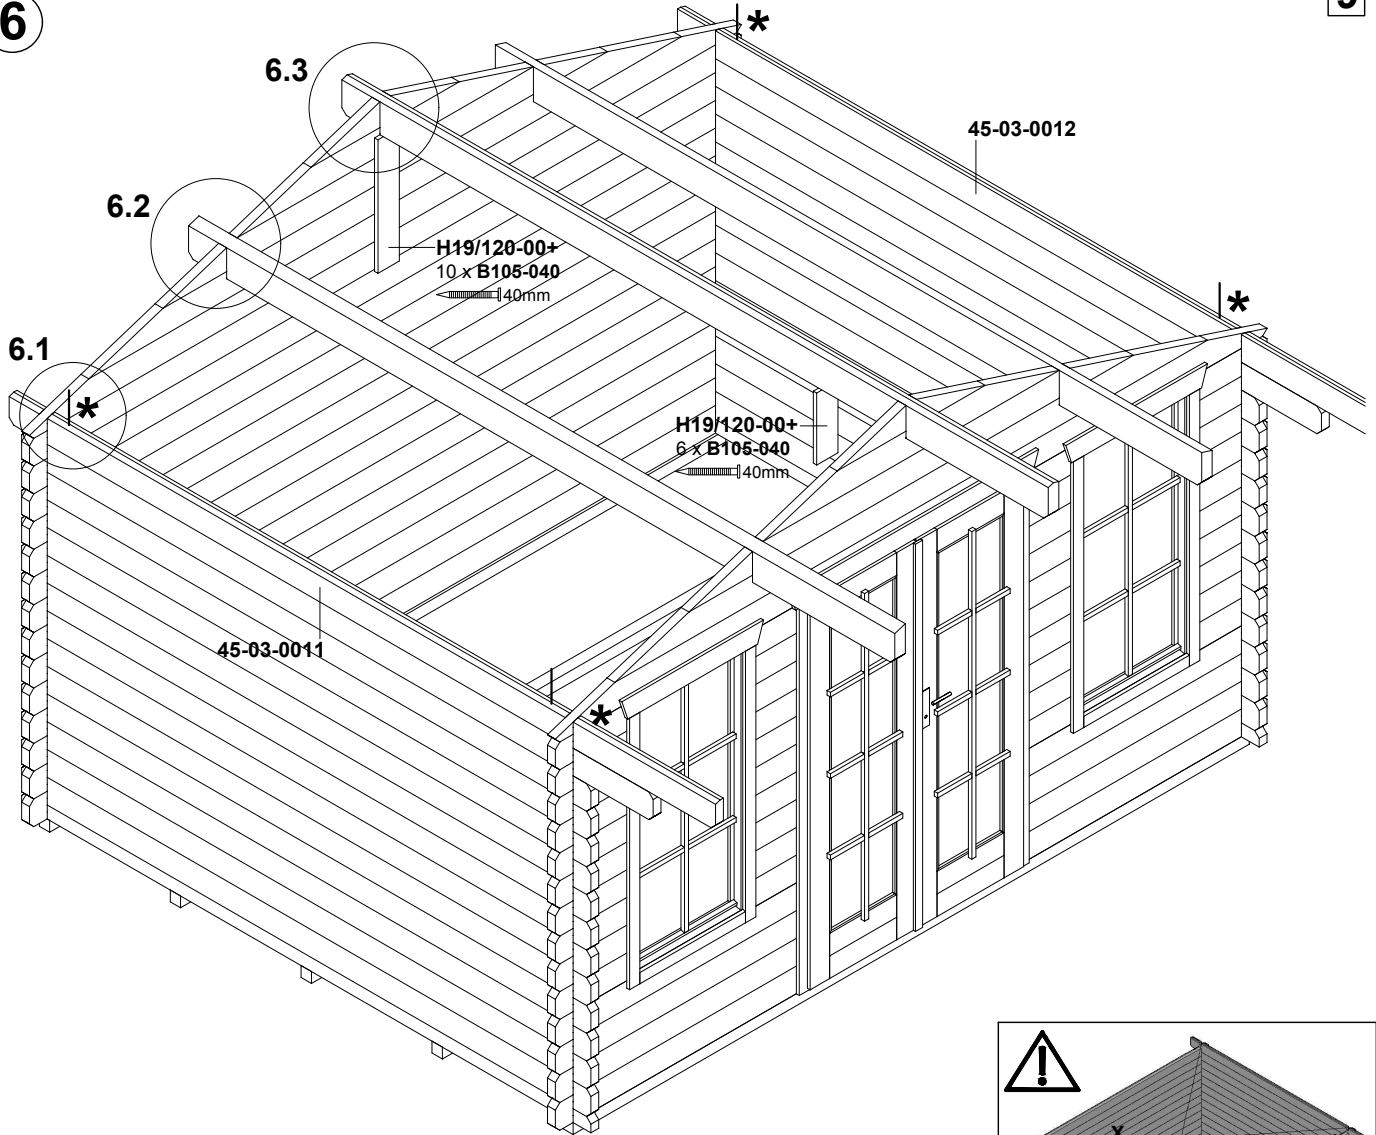 6
*
6.3
45-03-0012
6.2
H19/120-00+
10 x B105-040
40mm
*
6.1
*
H19/120-00+
6 x B105-040
40mm
45-03-0011
*
!
x